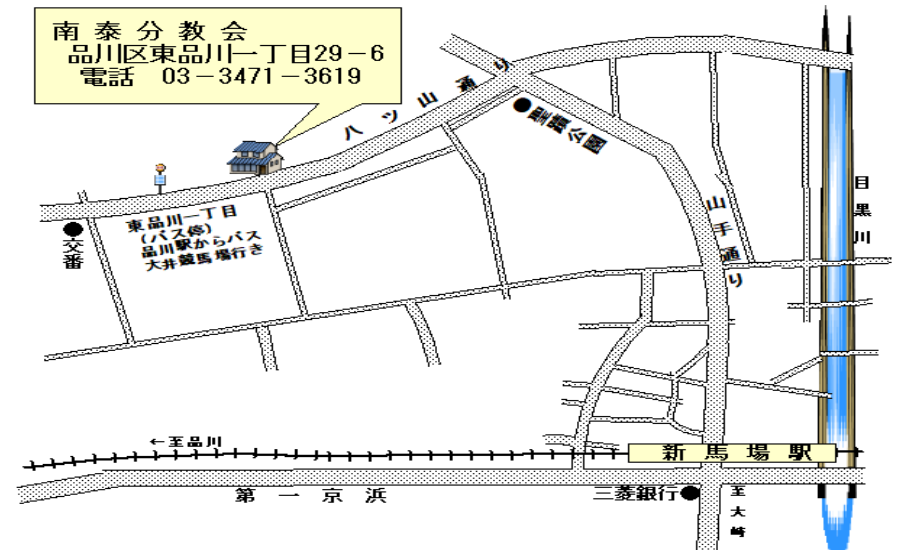 南泰分教会
品川区東品川一丁目29－6
電話　03－3471－3619
八ツ山通り
●聖蹟公園
山手通り
目黒川
●交番
東品川一丁目
(バス停)
品川駅からバス
大井競馬場行き
←至品川
新馬場駅
第一京浜
三菱銀行●
至大崎